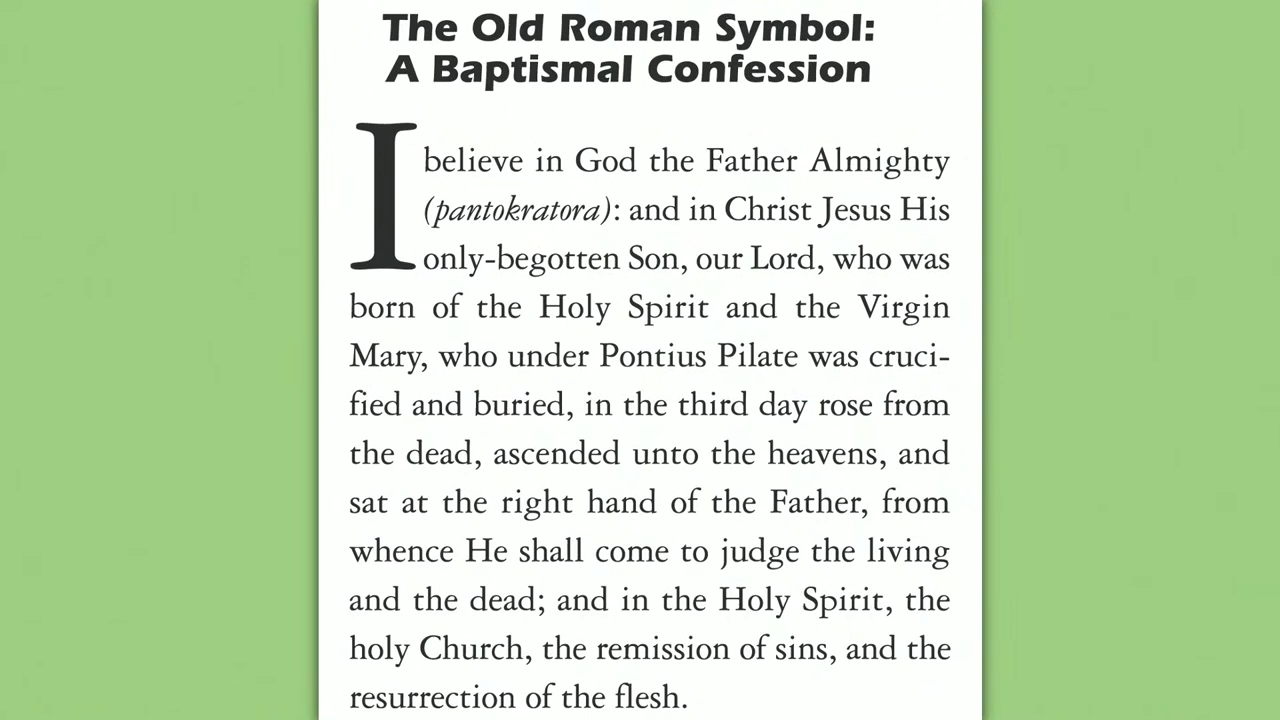 The Old Roman Symbol:
A Baptismal Confession
I believe in God the Father Almighty
(pantokratora): and in Christ Jesus His
only-begotten Son, our Lord, who was
born of the Holy Spirit and the Virgin
Mary, who under Pontius Pilate was cruci-
fied and buried, in the third day rose from
the dead, ascended unto the heavens, and
sat at the right hand of the Father, from
whence He shall come to judge the living
and the dead; and in the Holy Spirit, the
holy Church, the remission of sins, and the
resurrection of the flesh.